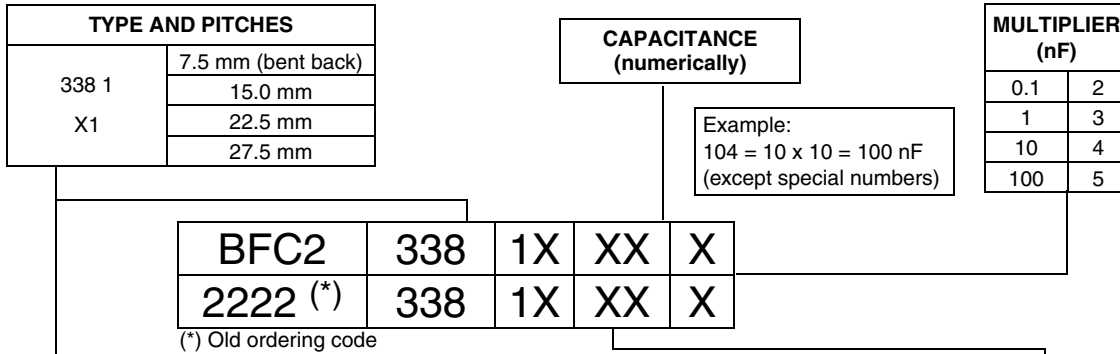 TYPE AND PITCHES
338 1
X1
7.5 mm (bent back)
15.0 mm
22.5 mm
27.5 mm
CAPACITANCE
(numerically)
Example:
104 = 10 x 10 = 100 nF
(except special numbers)
MULTIPLIER
(nF)
0.1 2
1 3
10 4
100 5
BFC2 338 1X XX X
2222 (*) 338 1X XX X
(*) Old ordering code